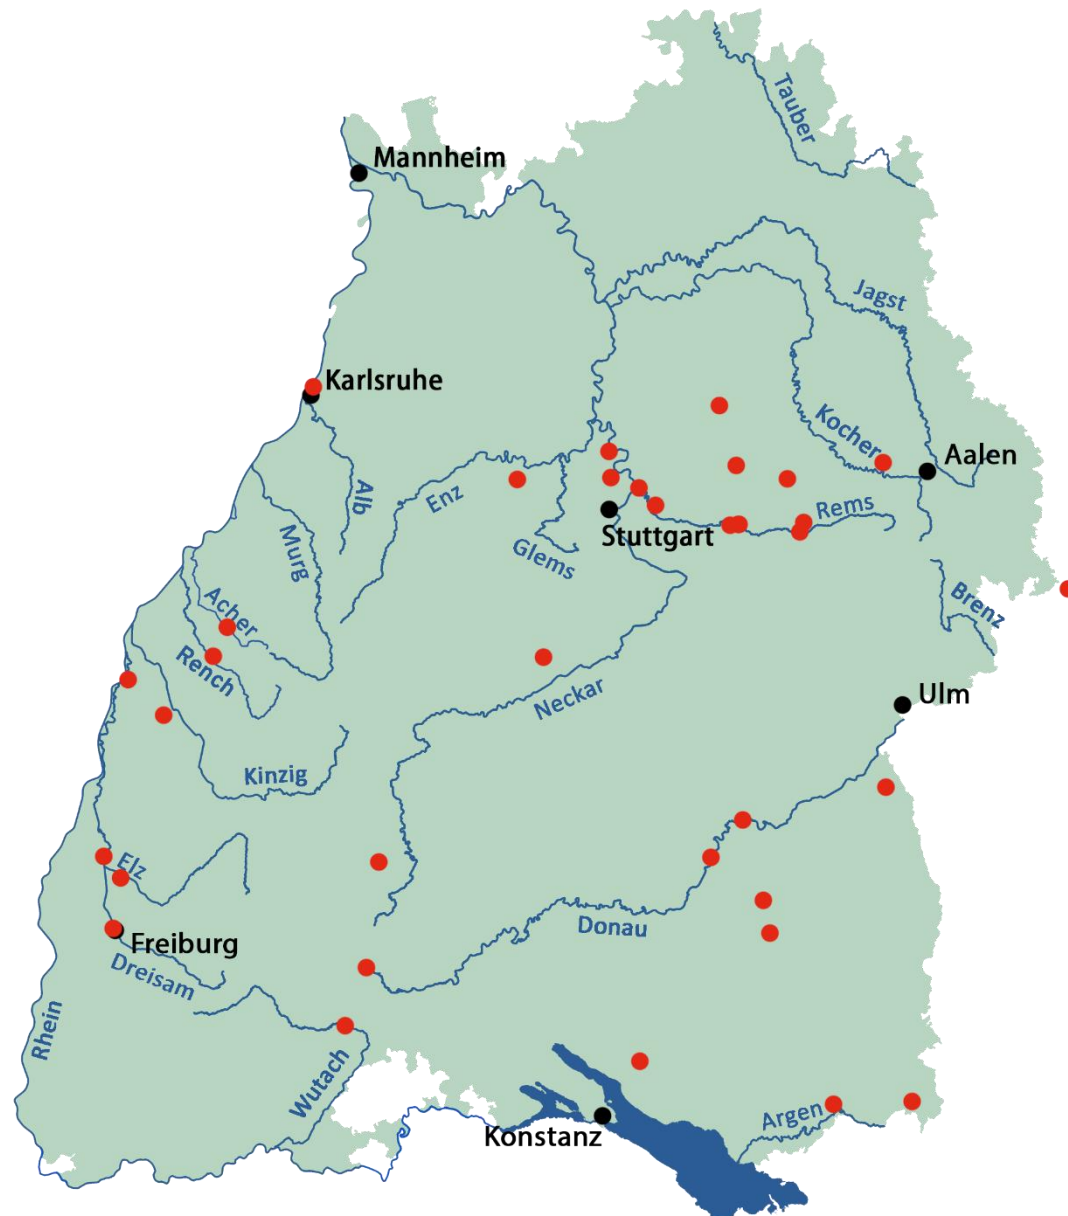 Tauber
Mannheim
Jagst
Karlsruhe
Kocher
Aalen
Alb
Enz
Rems
Stuttgart
Murg
Glems
Acher
Brenz
Rench
Neckar
Ulm
Kinzig
Elz
Donau
Freiburg
Dreisam
Rhein
Wutach
Argen
Konstanz